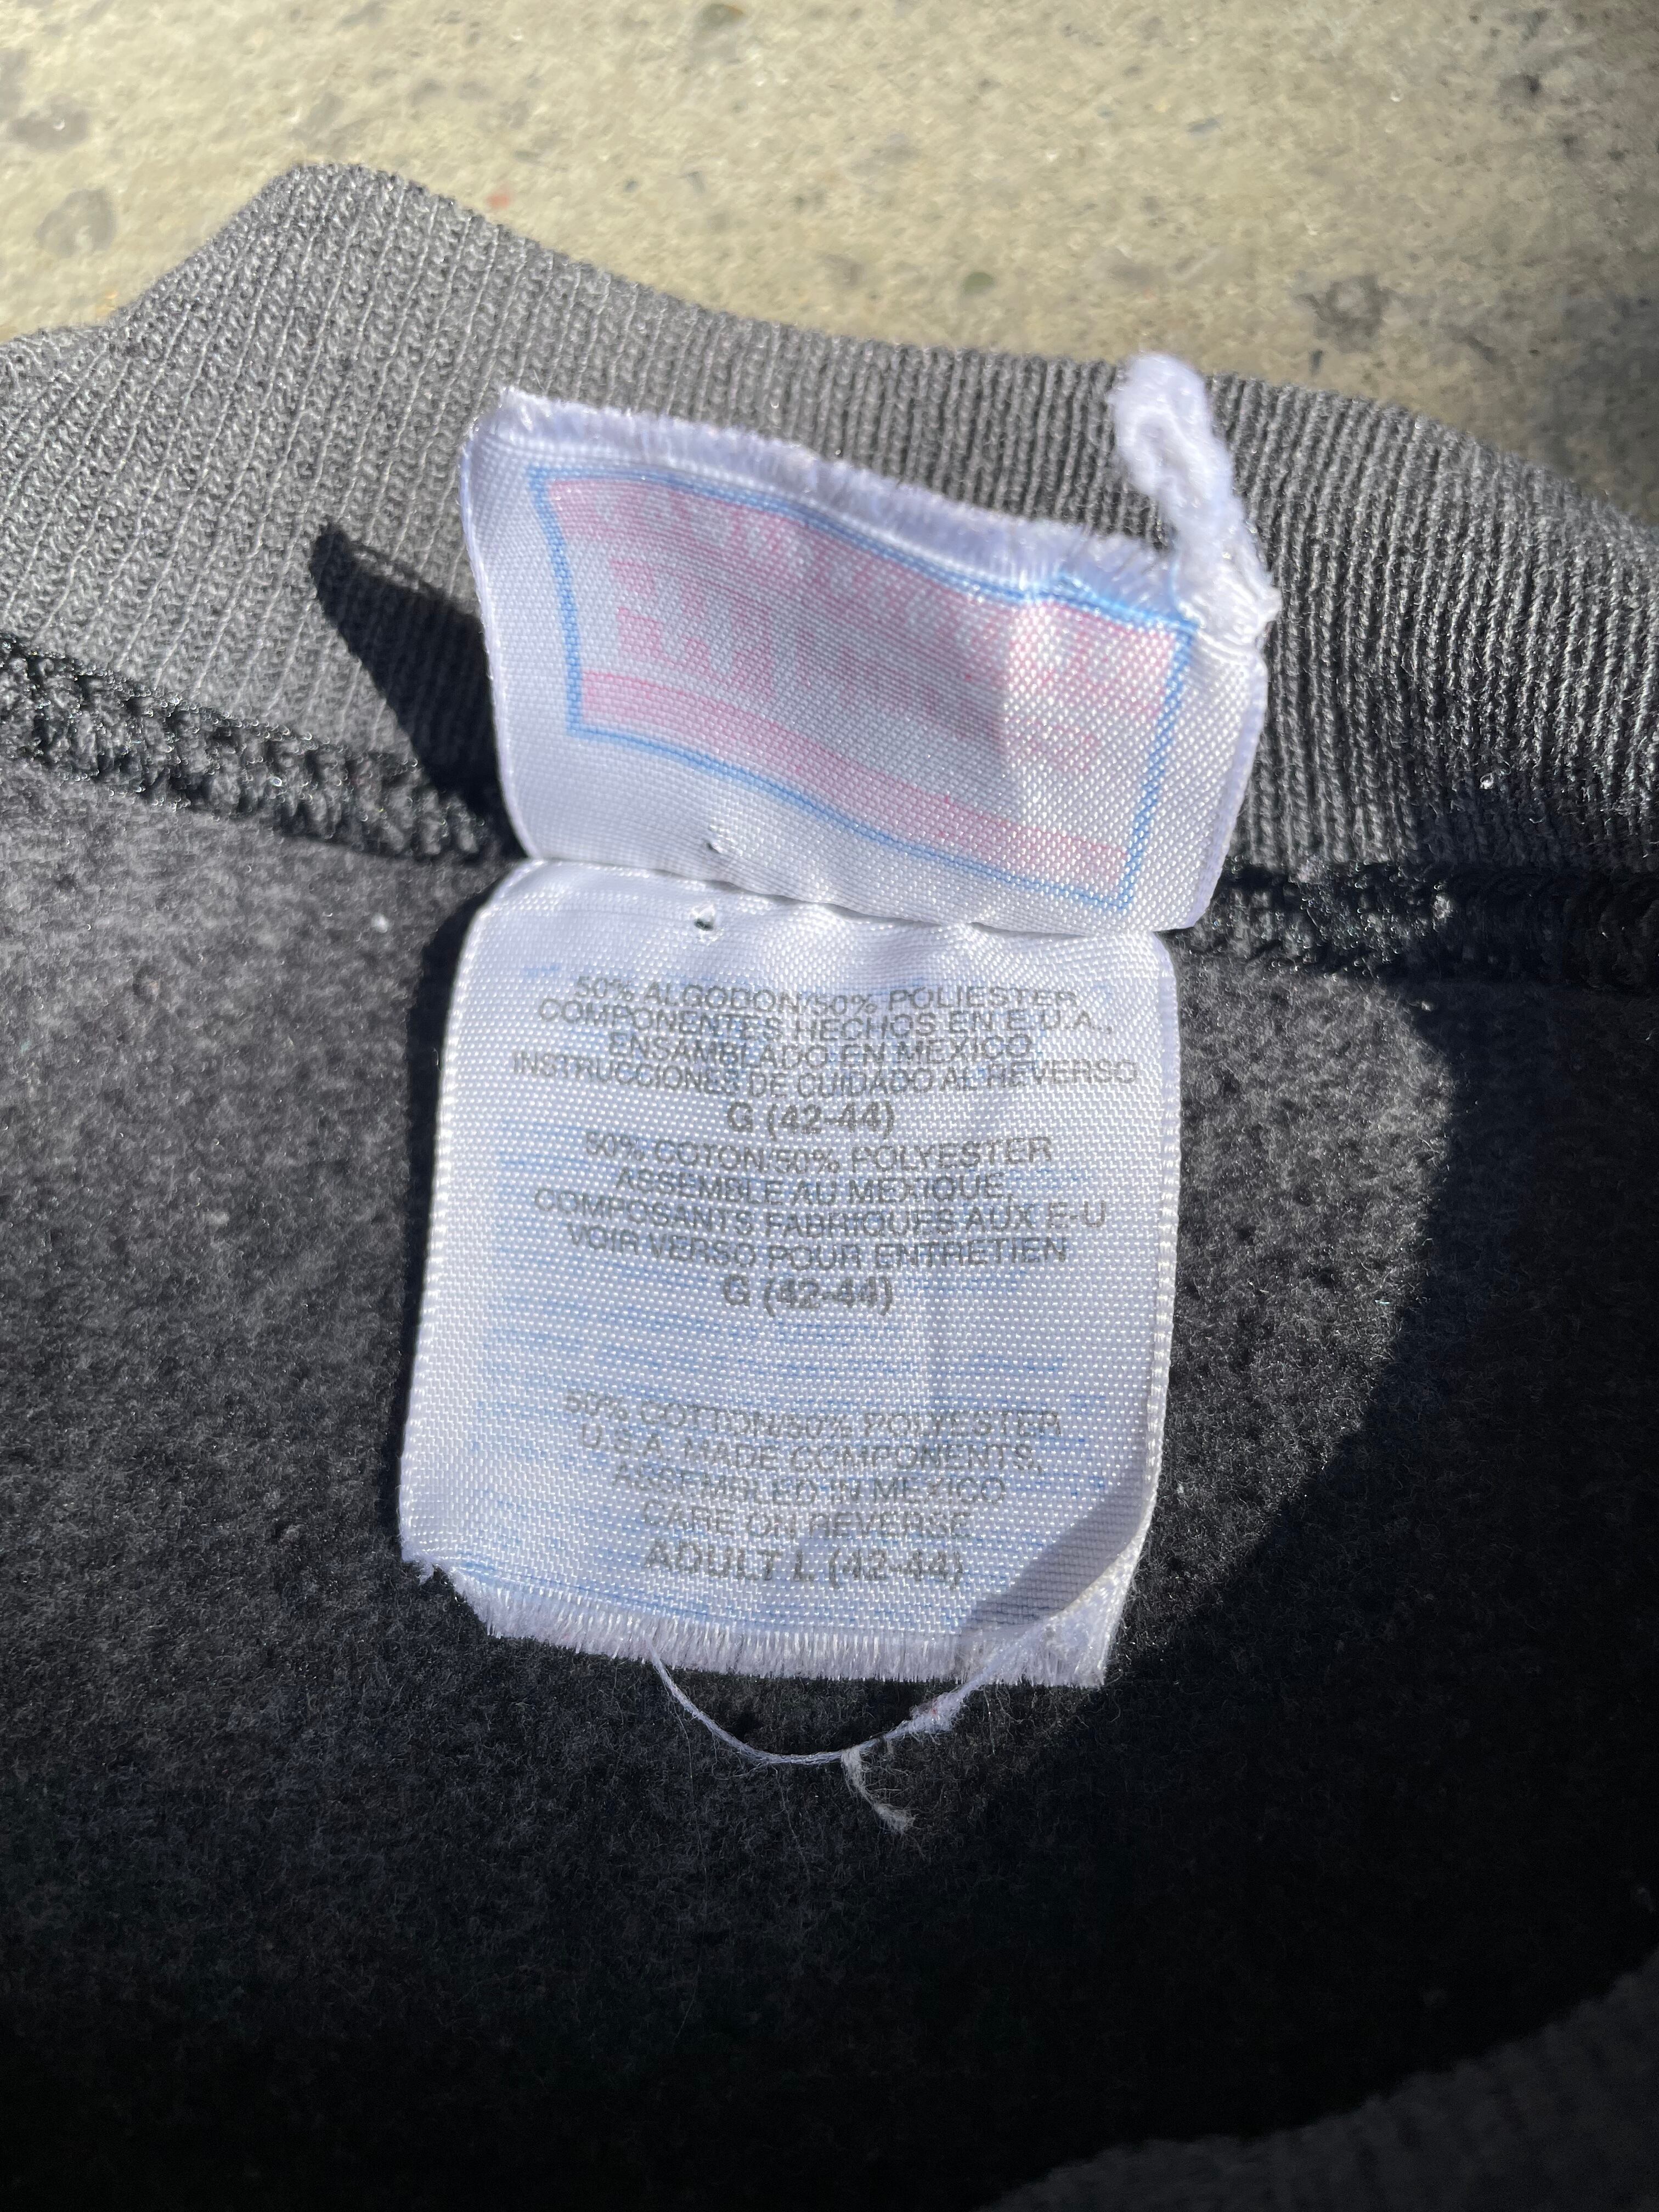 50% ALGODON/50% POLIESTER
COMPONENTES HECHOS EN E.U.A.,
ENSAMBLADO EN MEXICO
INSTRUCCIONES DE CUIDADO AL REVERSO
G (42-44)
50% COTON/50% POLYESTER
ASSEMBLE AU MEXIQUE,
COMPOSANTS FABRIQUES AUX E-U
VOIR VERSO POUR ENTRETIEN
G (42-44)
50% COTTON/50% POLYESTER
U.S.A. MADE COMPONENTS,
ASSEMBLED IN MEXICO
CARE ON REVERSE
ADULT L (42-44)